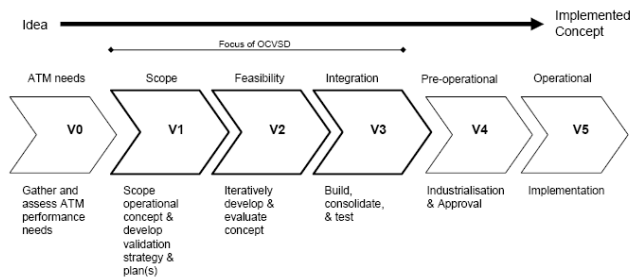 Idea
Implemented
Concept
Focus of OCVSD
ATM needs
Scope
Feasibility
Integration
Pre-operational
Operational
V0
V1
V2
V3
V4
V5
Gather and
assess ATM
performance
needs
Scope
operational
concept &
develop
validation
strategy &
plan(s)
Iteratively
develop &
evaluate
concept
Build,
consolidate,
& test
Industrialisation
& Approval
Implementation